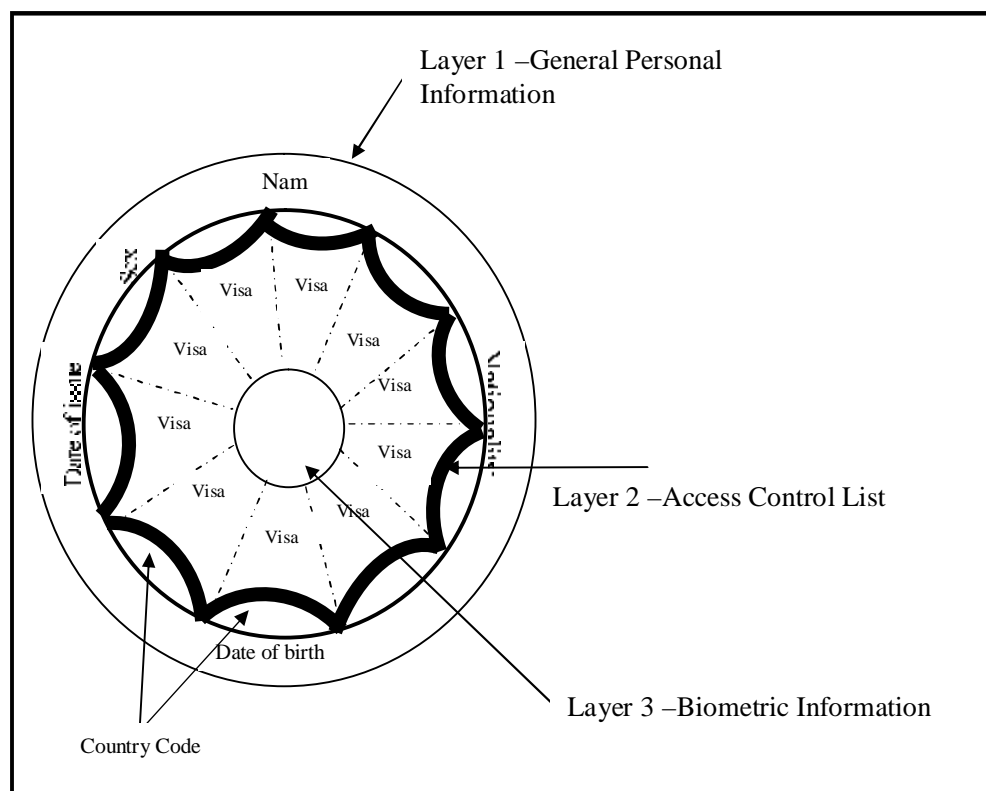 Layer 1 –General Personal
Information
Nam
Sex
Visa
Visa
Visa
Visa
Visa
Date of issue
Visa
Visa
Visa
Visa
Visa
Layer 2 –Access Control List
Date of birth
Layer 3 –Biometric Information
Country Code